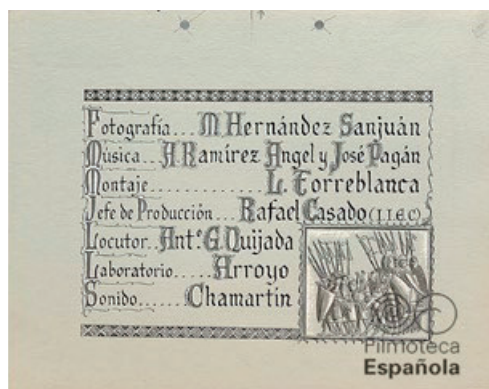 Fotografía... M. Hernández Sanjuán
Música... A. Ramírez Angel y José Pagán
Montaje............. L. Torreblanca
Jefe de Producción... Rafael Casado (I.I.E.C.)
Locutor. Antº G. Quijada
Laboratorio..... Arroyo
Sonido...... Chamartín
Filmoteca
Española